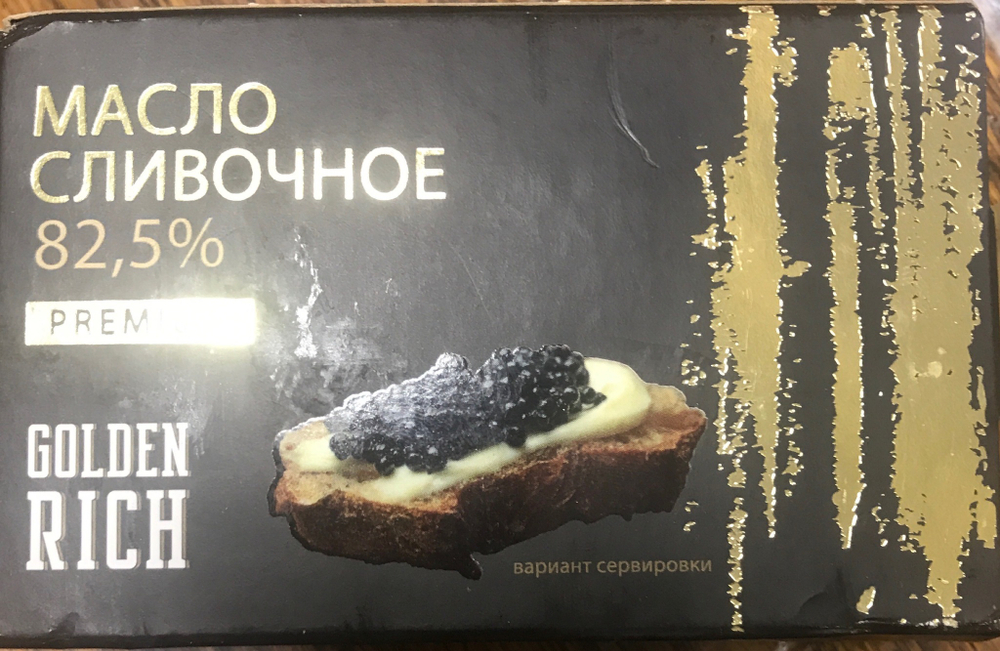 МАСЛО
СЛИВОЧНОЕ
82,5%
GOLDEN
RICH
вариант сервировки